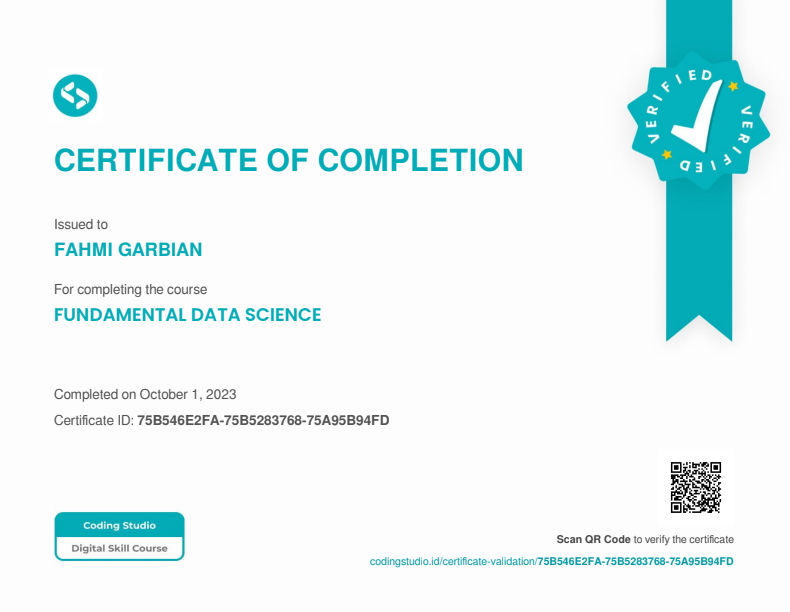 VERIFIED
VERIFIED
CERTIFICATE OF COMPLETION
Issued to
FAHMI GARBIAN
For completing the course
FUNDAMENTAL DATA SCIENCE
Completed on October 1, 2023
Certificate ID: 75B546E2FA-75B5283768-75A95B94FD
Coding Studio
Digital Skill Course
Scan QR Code to verify the certificate
codingstudio.id/certificate-validation/75B546E2FA-75B5283768-75A95B94FD